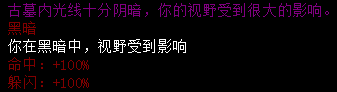 古墓内光线十分阴暗，你的视野受到很大的影响。
黑暗
你在黑暗中，视野受到影响
命中: +100%
躲闪: +100%